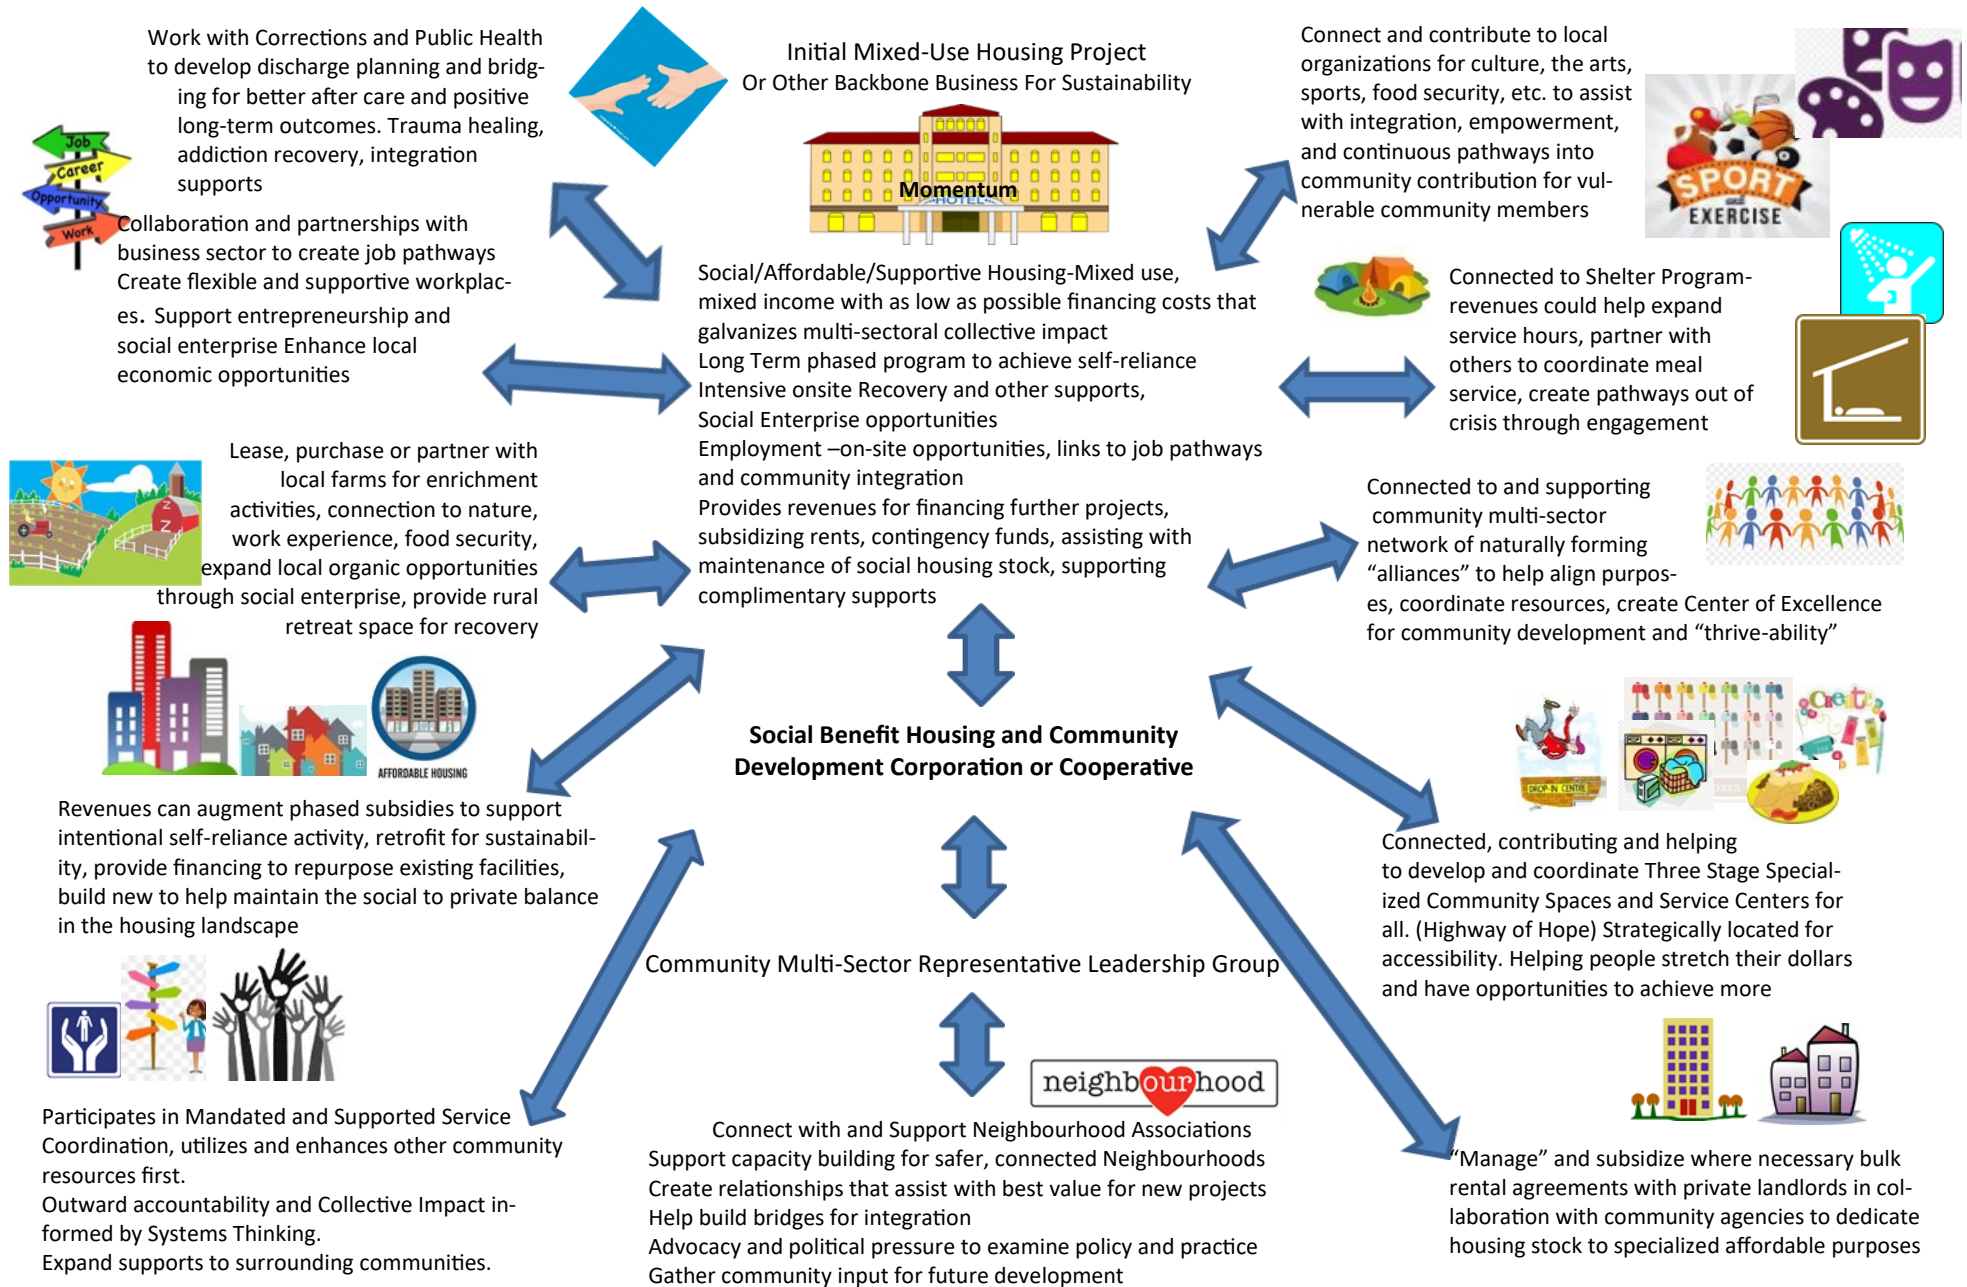 Work with Corrections and Public Health
to develop discharge planning and bridg-
ing for better after care and positive
long-term outcomes. Trauma healing,
addiction recovery, integration
supports
Initial Mixed-Use Housing Project
Or Other Backbone Business For Sustainability
Momentum
HOTEL
Connect and contribute to local
organizations for culture, the arts,
sports, food security, etc. to assist
with integration, empowerment,
and continuous pathways into
community contribution for vul-
nerable community members
SPORT
and
EXERCISE
Job
Career
Opportunity
Work
Collaboration and partnerships with
business sector to create job pathways
Create flexible and supportive workplac-
es. Support entrepreneurship and
social enterprise Enhance local
economic opportunities
Social/Affordable/Supportive Housing-Mixed use,
mixed income with as low as possible financing costs that
galvanizes multi-sectoral collective impact
Long Term phased program to achieve self-reliance
Intensive onsite Recovery and other supports,
Social Enterprise opportunities
Employment –on-site opportunities, links to job pathways
and community integration
Provides revenues for financing further projects,
subsidizing rents, contingency funds, assisting with
maintenance of social housing stock, supporting
complimentary supports
Connected to Shelter Program-
revenues could help expand
service hours, partner with
others to coordinate meal
service, create pathways out of
crisis through engagement
Lease, purchase or partner with
local farms for enrichment
activities, connection to nature,
work experience, food security,
expand local organic opportunities
through social enterprise, provide rural
retreat space for recovery
Connected to and supporting
community multi-sector
network of naturally forming
“alliances” to help align purpos-
es, coordinate resources, create Center of Excellence
for community development and “thrive-ability”
AFFORDABLE HOUSING
Social Benefit Housing and Community
Development Corporation or Cooperative
DROP-IN CENTRE
Create
Revenues can augment phased subsidies to support
intentional self-reliance activity, retrofit for sustainabil-
ity, provide financing to repurpose existing facilities,
build new to help maintain the social to private balance
in the housing landscape
Connected, contributing and helping
to develop and coordinate Three Stage Special-
ized Community Spaces and Service Centers for
all. (Highway of Hope) Strategically located for
accessibility. Helping people stretch their dollars
and have opportunities to achieve more
Community Multi-Sector Representative Leadership Group
neighbourhood
Participates in Mandated and Supported Service
Coordination, utilizes and enhances other community
resources first.
Outward accountability and Collective Impact in-
formed by Systems Thinking.
Expand supports to surrounding communities.
Connect with and Support Neighbourhood Associations
Support capacity building for safer, connected Neighbourhoods
Create relationships that assist with best value for new projects
Help build bridges for integration
Advocacy and political pressure to examine policy and practice
Gather community input for future development
“Manage” and subsidize where necessary bulk
rental agreements with private landlords in col-
laboration with community agencies to dedicate
housing stock to specialized affordable purposes